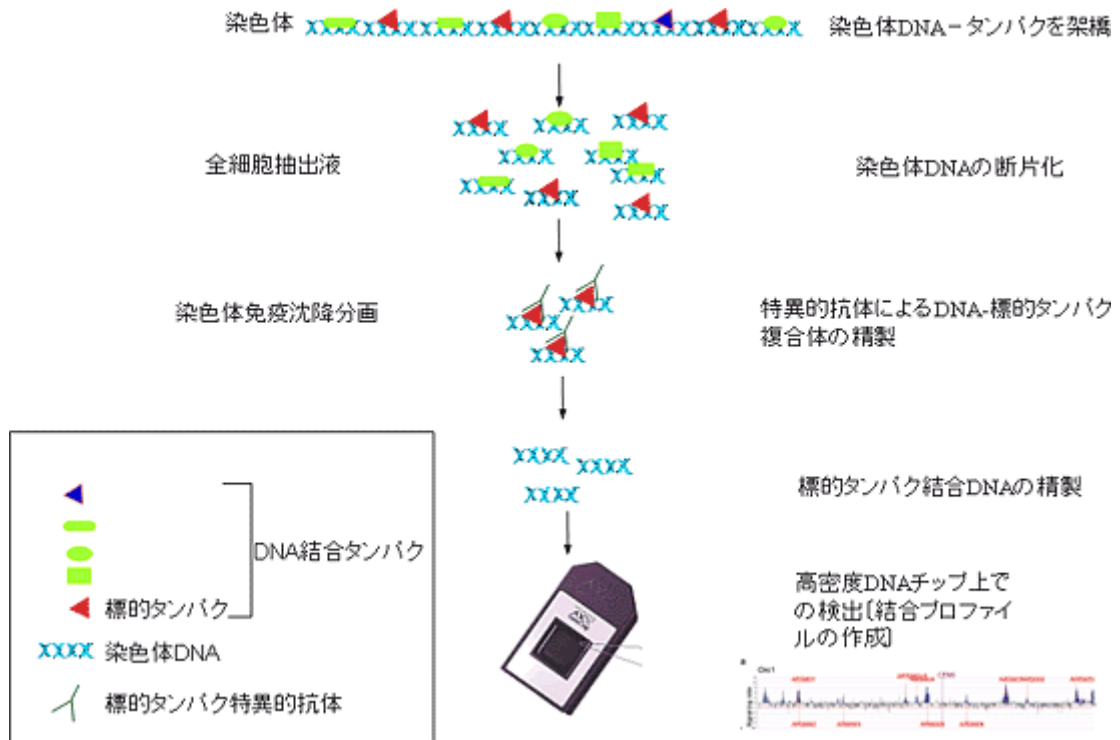 染色体
染色体DNA－タンパクを架橋
全細胞抽出液
染色体DNAの断片化
染色体免疫沈降分画
特異的抗体によるDNA-標的タンパク
複合体の精製
標的タンパク結合DNAの精製
DNA結合タンパク
標的タンパク
染色体DNA
標的タンパク特異的抗体
高密度DNAチップ上で
の検出〔結合プロファイ
ルの作成〕